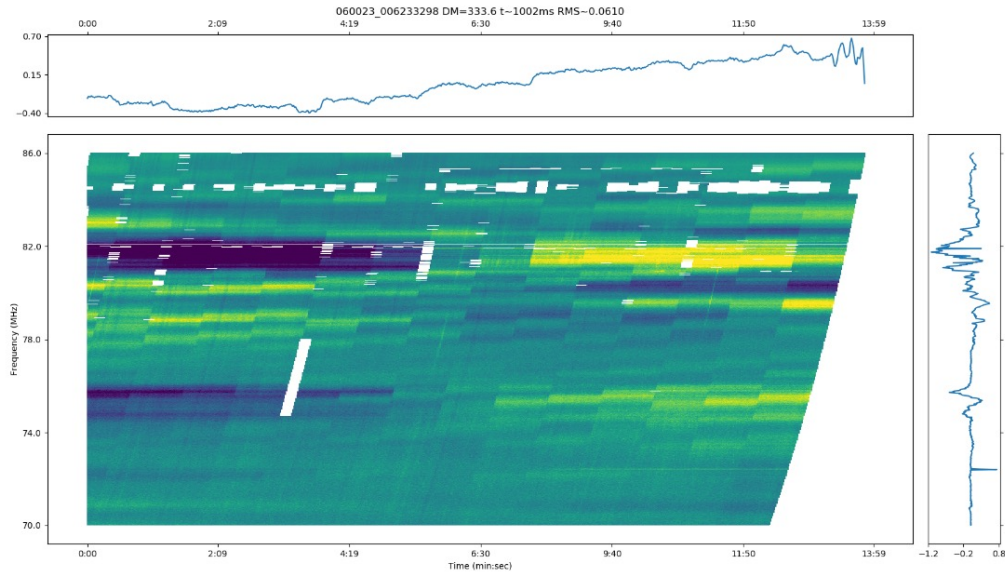 060023_006233298 DM=333.6 t~1002ms RMS~0.0610
0:00 2:09 4:19 6:30 9:40 11:50 13:59
0.70
0.15
−0.40
86.0
82.0
78.0
74.0
70.0
Frequency (MHz)
0:00 2:09 4:19 6:30 9:40 11:50 13:59
Time (min:sec)
−1.2 −0.2 0.8